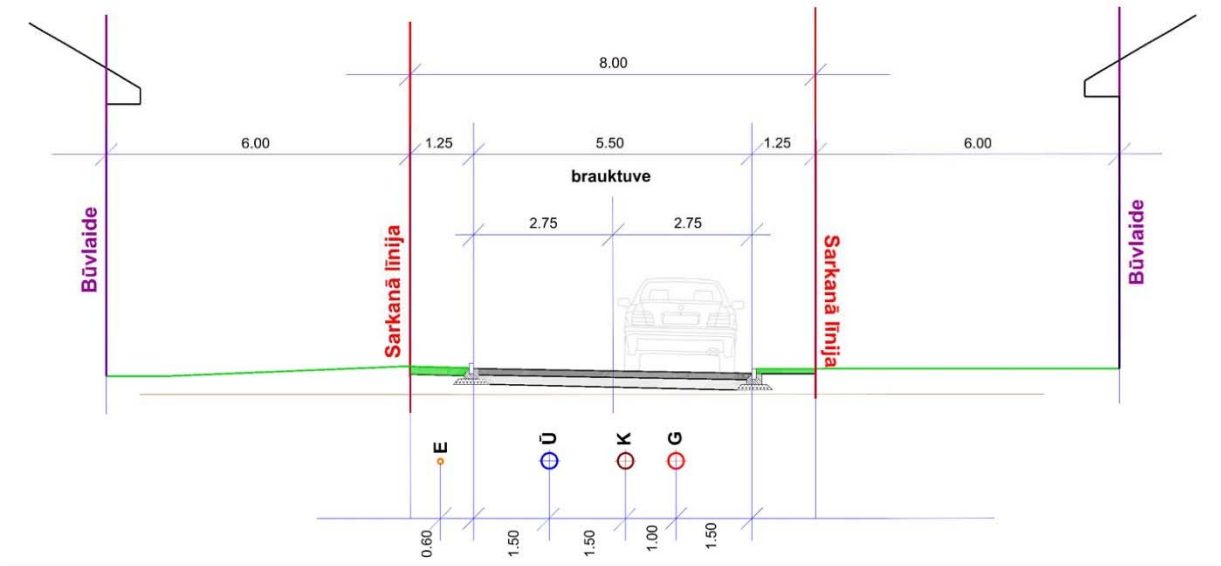 8.00
6.00
1.25
5.50
1.25
6.00
brauktuve
2.75
2.75
Būvlaide
Sarkanā līnija
Sarkanā līnija
Būvlaide
E
Ū
K
G
0.60
1.50
1.50
1.00
1.50